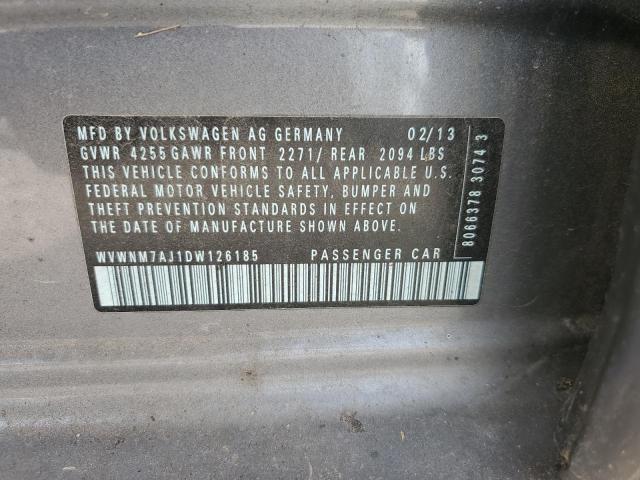 MFD BY VOLKSWAGEN AG GERMANY 02/13
GVWR 4255 GAWR FRONT 2271/ REAR 2094 LBS
THIS VEHICLE CONFORMS TO ALL APPLICABLE U.S.
FEDERAL MOTOR VEHICLE SAFETY, BUMPER AND
THEFT PREVENTION STANDARDS IN EFFECT ON
THE DATE OF MANUFACTURE SHOWN ABOVE.
WVWNM7AJ1DW126185 PASSENGER CAR
8066378 3074 3